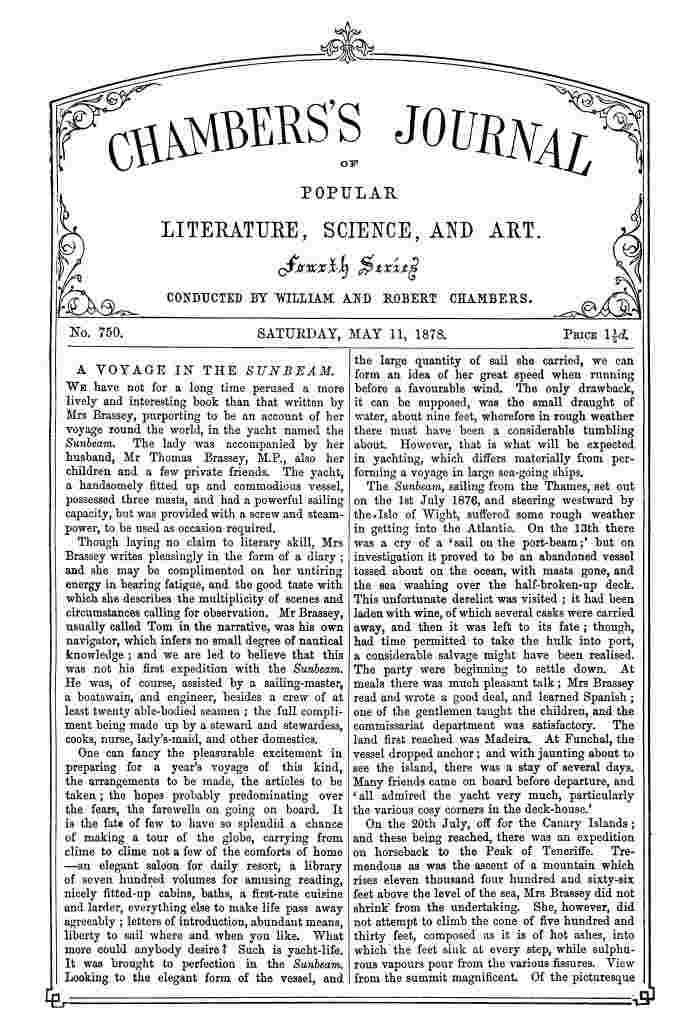 CHAMBERS'S JOURNAL
OF
POPULAR
LITERATURE, SCIENCE, AND ART.
Fourth Series
CONDUCTED BY WILLIAM AND ROBERT CHAMBERS.
No. 750.
SATURDAY, MAY 11, 1878.
PRICE 1½d.
A VOYAGE IN THE SUNBEAM.
WE have not for a long time perused a more
lively and interesting book than that written by
Mrs Brassey, purporting to be an account of her
voyage round the world, in the yacht named the
Sunbeam. The lady was accompanied by her
husband, Mr Thomas Brassey, M.P., also her
children and a few private friends. The yacht,
a handsomely fitted up and commodious vessel,
possessed three masts, and had a powerful sailing
capacity, but was provided with a screw and steam-
power, to be used as occasion required.
Though laying no claim to literary skill, Mrs
Brassey writes pleasingly in the form of a diary;
and she may be complimented on her untiring
energy in bearing fatigue, and the good taste with
which she describes the multiplicity of scenes and
circumstances calling for observation. Mr Brassey,
usually called Tom in the narrative, was his own
navigator, which infers no small degree of nautical
knowledge; and we are led to believe that this
was not his first expedition with the Sunbeam.
He was, of course, assisted by a sailing-master,
a boatswain, and engineer, besides a crew of at
least twenty able-bodied seamen; the full compli-
ment being made up by a steward and stewardess,
cooks, nurse, lady's-maid, and other domestics.
One can fancy the pleasurable excitement in
preparing for a year's voyage of this kind,
the arrangements to be made, the articles to be
taken; the hopes probably predominating over
the fears, the farewells on going on board. It
is the fate of few to have so splendid a chance
of making a tour of the globe, carrying from
clime to clime not a few of the comforts of home
—an elegant saloon for daily resort, a library
of seven hundred volumes for amusing reading,
nicely fitted-up cabins, baths, a first-rate cuisine
and larder, everything else to make life pass away
agreeably; letters of introduction, abundant means,
liberty to sail where and when you like. What
more could anybody desire? Such is yacht-life.
It was brought to perfection in the Sunbeam.
Looking to the elegant form of the vessel, and
the large quantity of sail she carried, we can
form an idea of her great speed when running
before a favourable wind. The only drawback,
it can be supposed, was the small draught of
water, about nine feet, wherefore in rough weather
there must have been a considerable tumbling
about. However, that is what will be expected
in yachting, which differs materially from per-
forming a voyage in large sea-going ships.
The Sunbeam, sailing from the Thames, set out
on the 1st July 1876, and steering westward by
the Isle of Wight, suffered some rough weather
in getting into the Atlantic. On the 13th there
was a cry of a 'sail on the port-beam;' but on
investigation it proved to be an abandoned vessel
tossed about on the ocean, with masts gone, and
the sea washing over the half-broken-up deck.
This unfortunate derelict was visited; it had been
laden with wine, of which several casks were carried
away, and then it was left to its fate; though,
had time permitted to take the hulk into port,
a considerable salvage might have been realised.
The party were beginning to settle down. At
meals there was much pleasant talk; Mrs Brassey
read and wrote a good deal, and learned Spanish;
one of the gentlemen taught the children, and the
commissariat department was satisfactory. The
land first reached was Madeira. At Funchal, the
vessel dropped anchor; and with jaunting about to
see the island, there was a stay of several days.
Many friends came on board before departure, and
'all admired the yacht very much, particularly
the various cosy corners in the deck-house.'
On the 20th July, off for the Canary Islands;
and these being reached, there was an expedition
on horseback to the Peak of Teneriffe. Tre-
mendous as was the ascent of a mountain which
rises eleven thousand four hundred and sixty-six
feet above the level of the sea, Mrs Brassey did not
shrink from the undertaking. She, however, did
not attempt to climb the cone of five hundred and
thirty feet, composed as it is of hot ashes, into
which the feet sink at every step, while sulphu-
rous vapours pour from the various fissures. View
from the summit magnificent. Of the picturesque